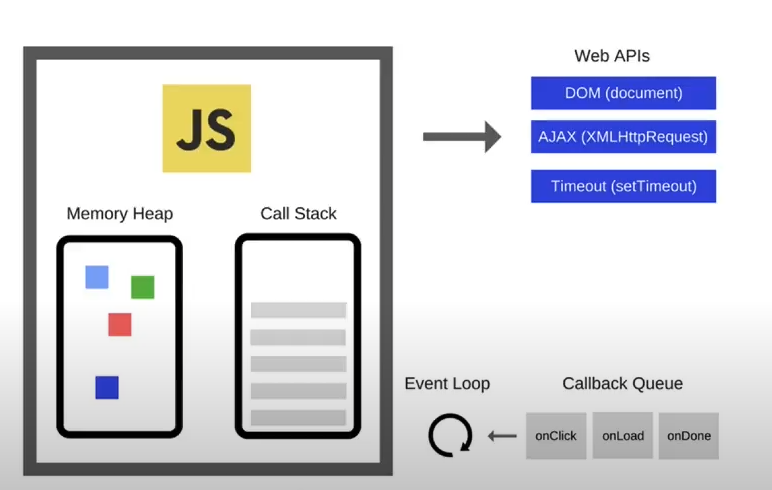 JS
Memory Heap
Call Stack
Web APIs
DOM (document)
AJAX (XMLHttpRequest)
Timeout (setTimeout)
Event Loop
Callback Queue
onClick
onLoad
onDone